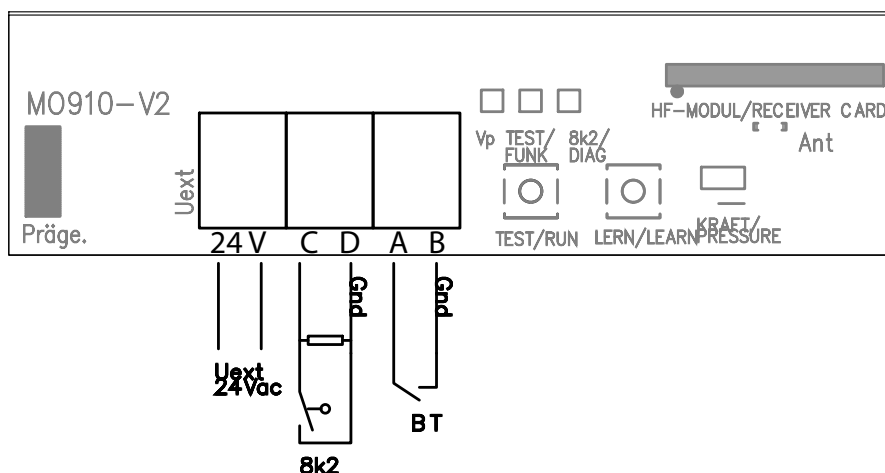 MO910-V2
HF-MODUL/RECEIVER CARD
Ant
Vp TEST/ 8k2/
FUNK DIAG
Uext
Präge.
24 V C D A B
TEST/RUN LERN/LEARN
KRAFT/
PRESSURE
Gnd Gnd
Uext
24Vac
BT
8k2